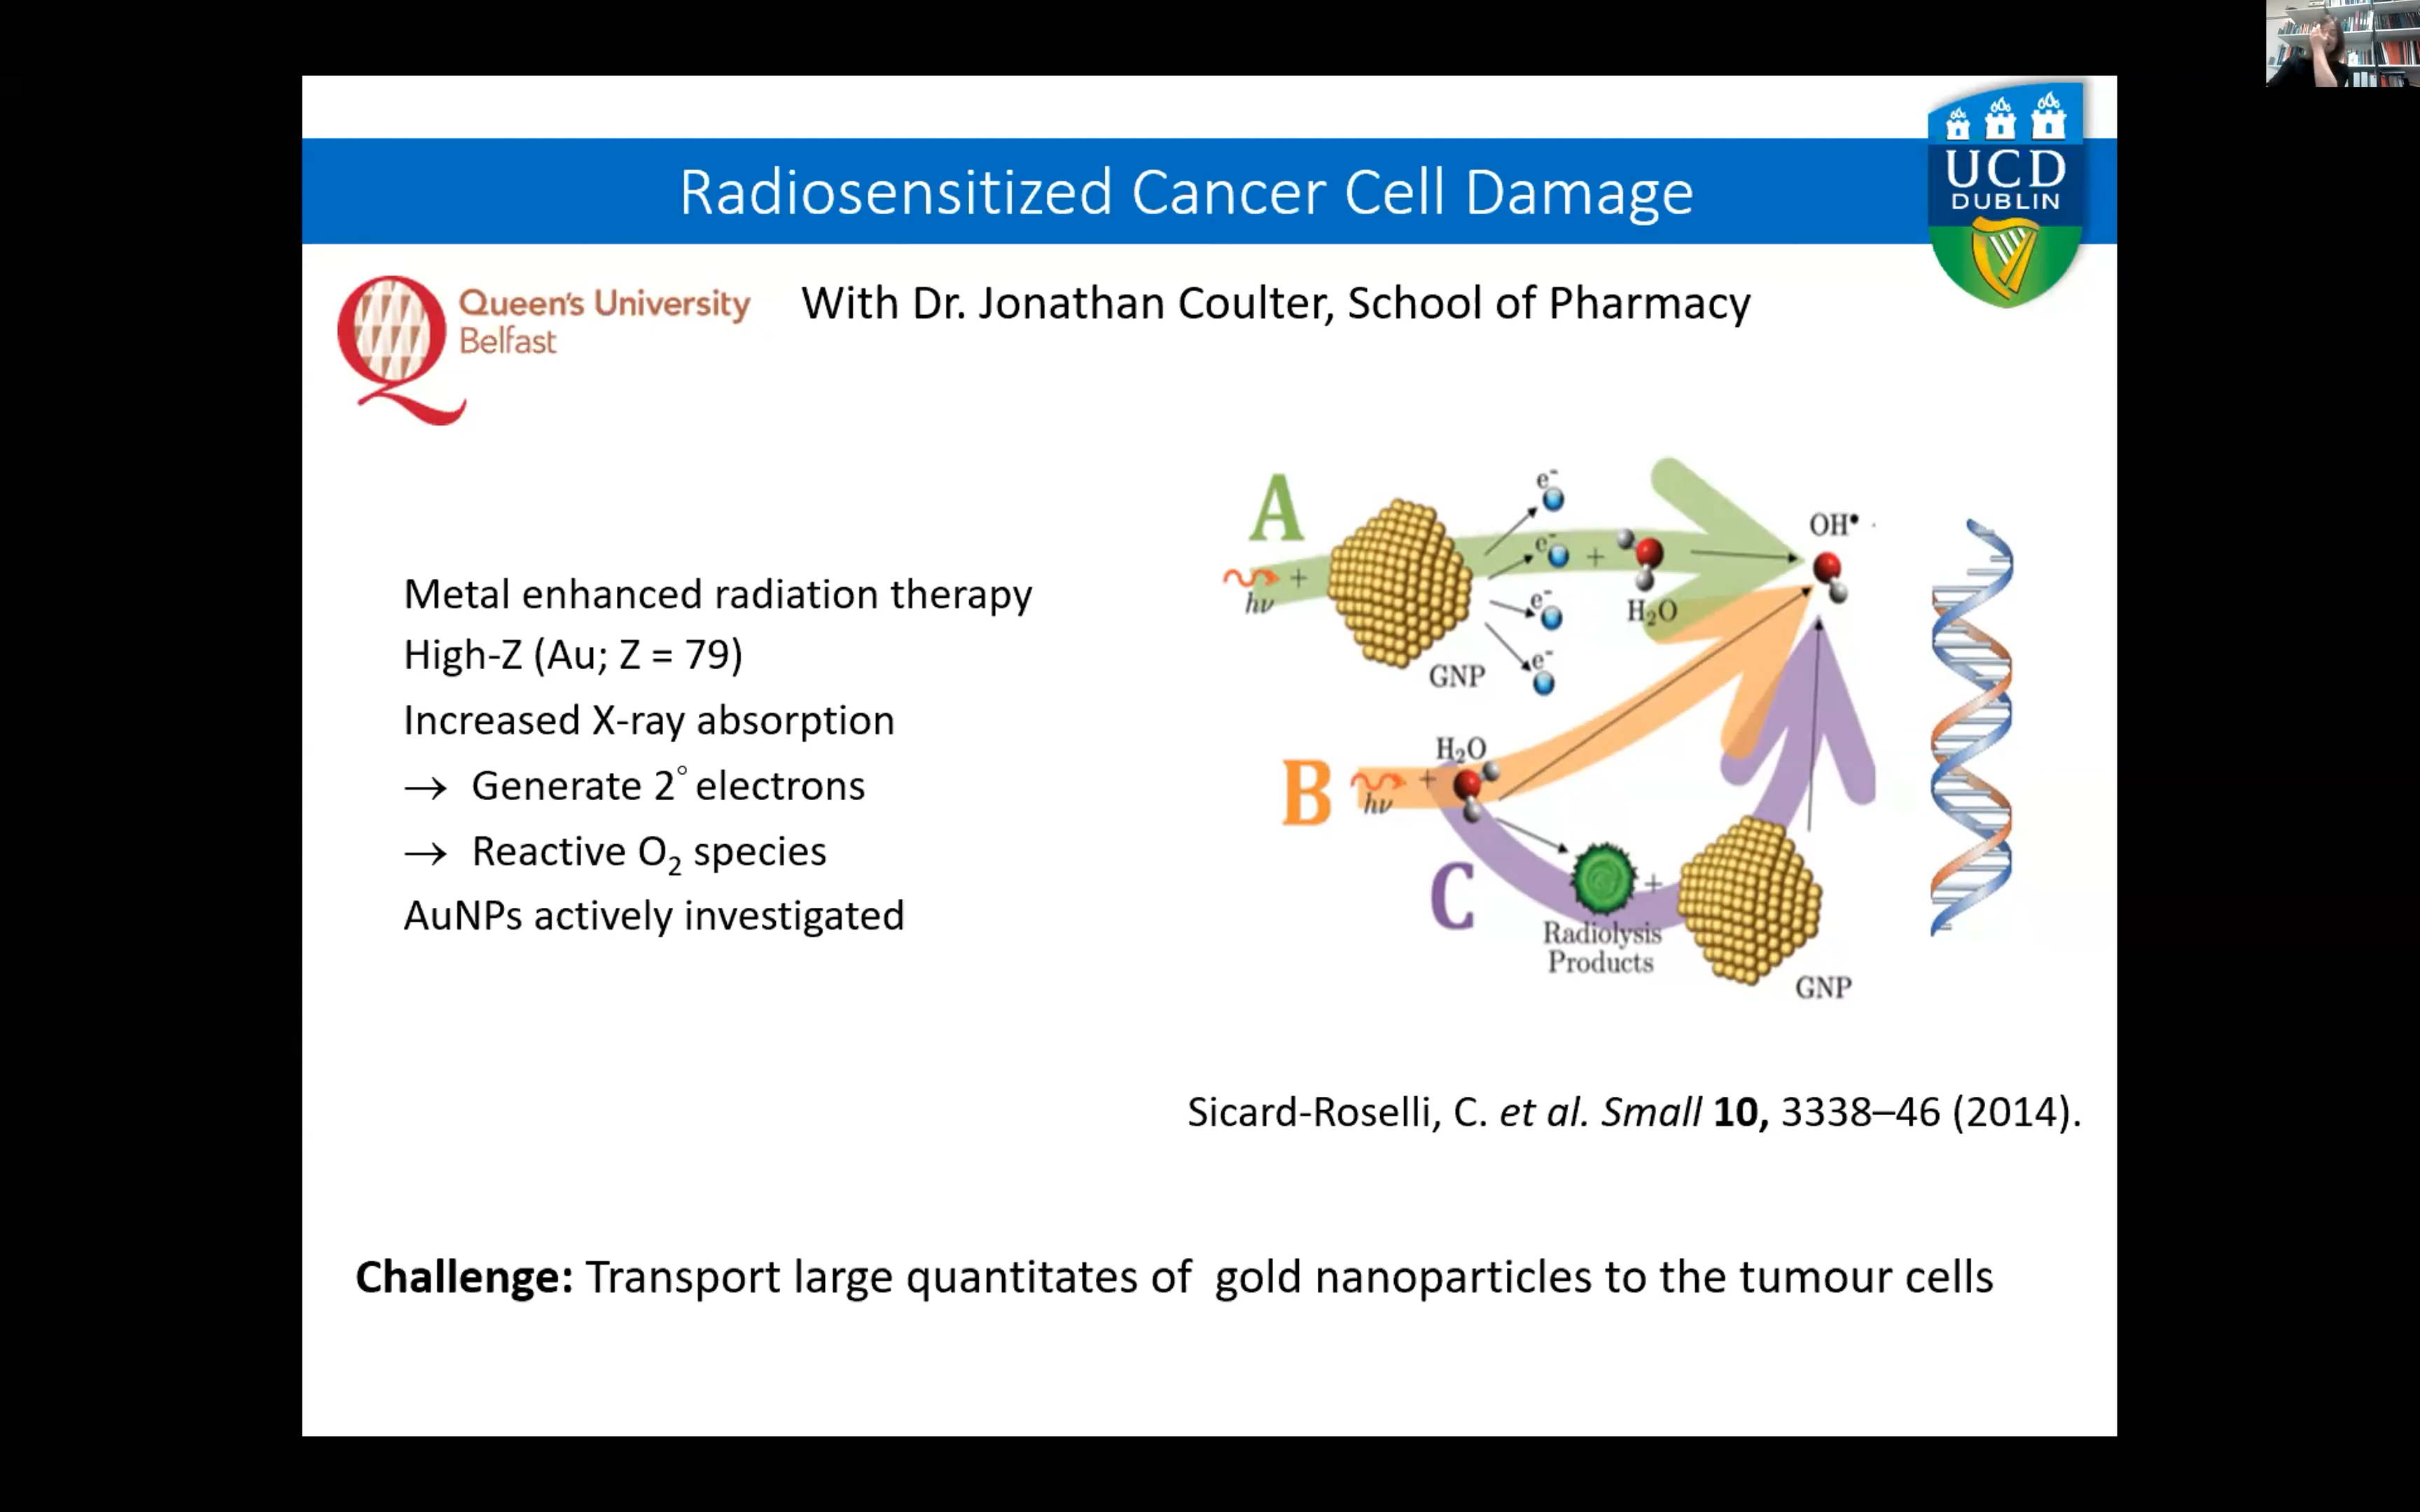 Radiosensitized Cancer Cell Damage
UCD
DUBLIN
Queen's University
Belfast
With Dr. Jonathan Coulter, School of Pharmacy
Metal enhanced radiation therapy
High-Z (Au; Z = 79)
Increased X-ray absorption
→ Generate 2° electrons
→ Reactive O₂ species
AuNPs actively investigated
A
hν
+
GNP
e⁻
e⁻
+
e⁻
e⁻
H₂O
OH•
B
hν
+
H₂O
C
Radiolysis
Products
+
GNP
Sicard-Roselli, C. et al. Small 10, 3338–46 (2014).
Challenge: Transport large quantitates of  gold nanoparticles to the tumour cells